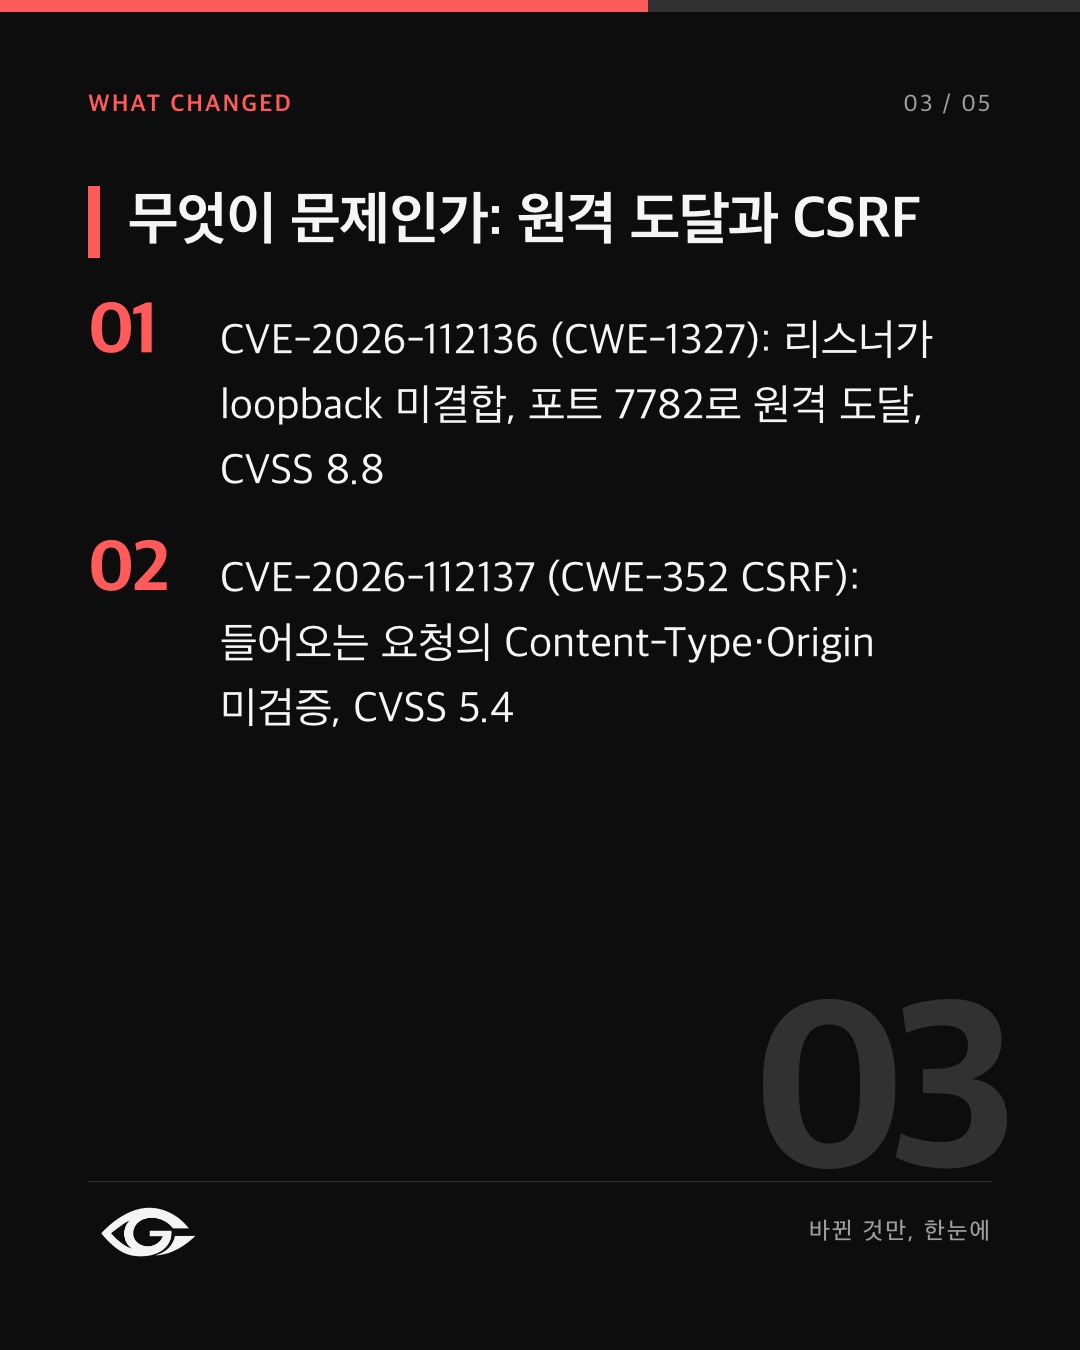 WHAT CHANGED
03 / 05
무엇이 문제인가: 원격 도달과 CSRF
01
CVE-2026-112136 (CWE-1327): 리스너가
loopback 미결합, 포트 7782로 원격 도달,
CVSS 8.8
02
CVE-2026-112137 (CWE-352 CSRF):
들어오는 요청의 Content-Type·Origin
미검증, CVSS 5.4
03
G
바뀐 것만, 한눈에